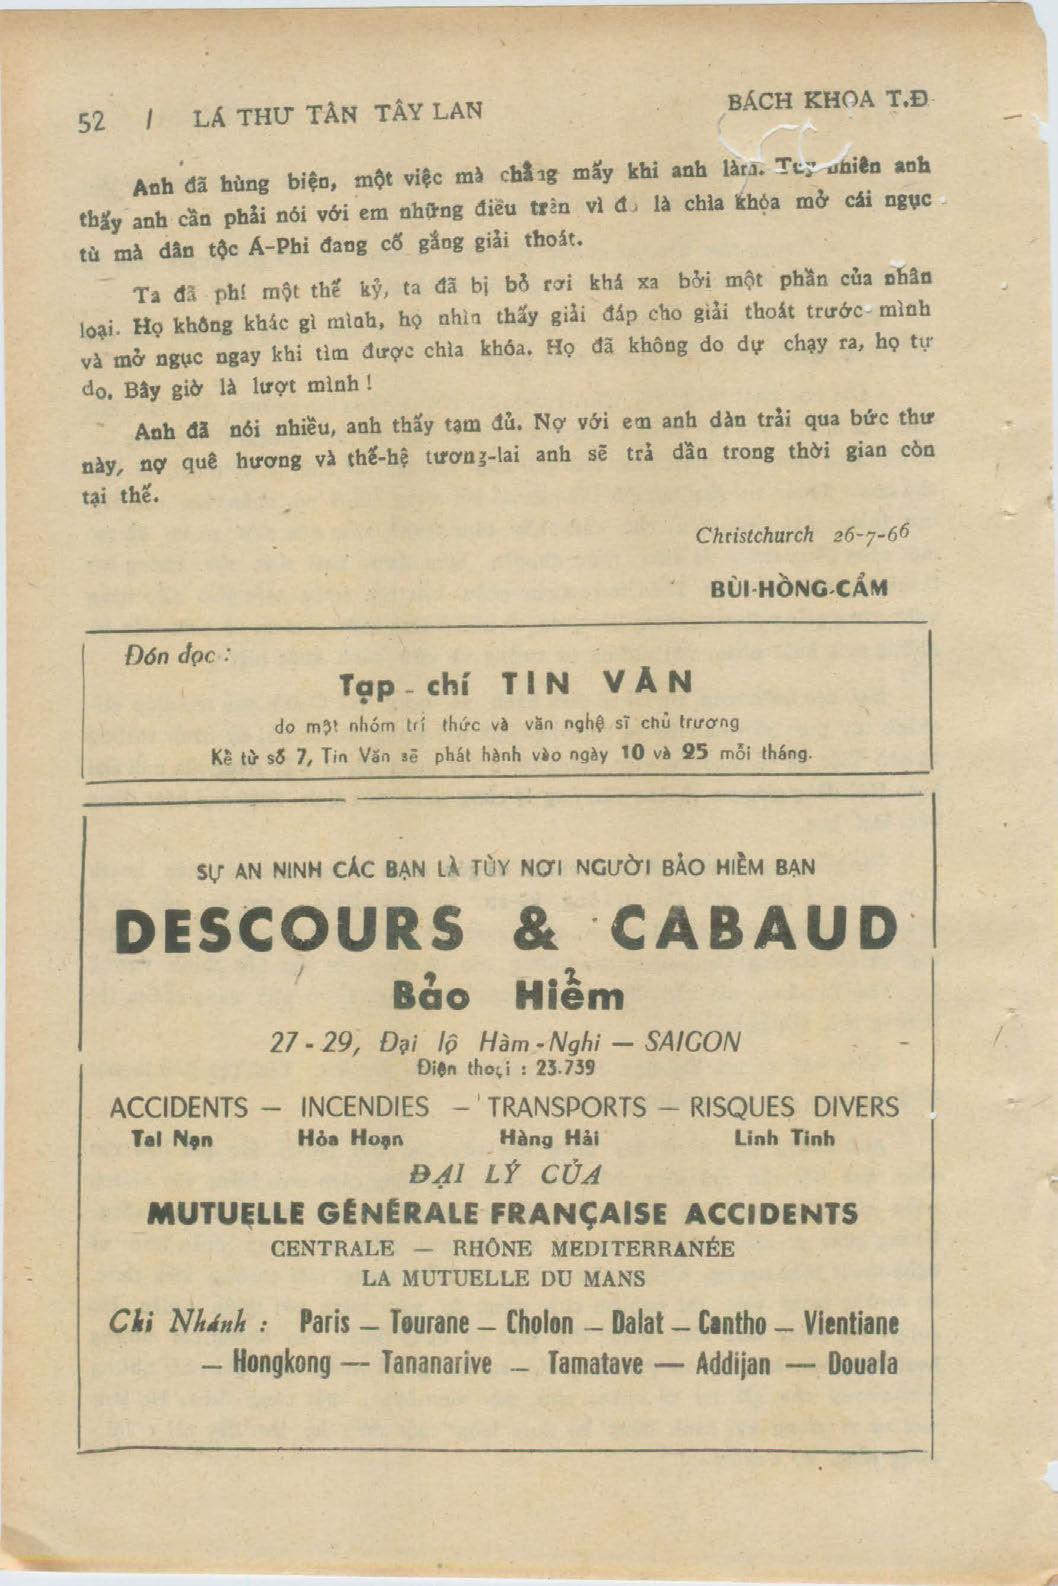 52 / LÁ THƯ TÂN TÂY LAN
BÁCH KHOA T.Đ
Anh đã hùng biện, một việc mà chẳng mấy khi anh làm. Tuy nhiên anh
thấy anh cần phải nói với em những điều trên vì đó là chìa khóa mở cái ngục
tù mà dân tộc Á-Phi đang cố gắng giải thoát.
Ta đã phí một thế kỷ, ta đã bị bỏ rơi khá xa bởi một phần của nhân
loại. Họ không khác gì mình, họ nhìn thấy giải đáp cho giải thoát trước mình
và mở ngục ngay khi tìm được chìa khóa. Họ đã không do dự chạy ra, họ tự
do. Bây giờ là lượt mình !
Anh đã nói nhiều, anh thấy tạm đủ. Nợ với em anh dàn trải qua bức thư
này, nợ quê hương và thế-hệ tương-lai anh sẽ trả dần trong thời gian còn
tại thế.
Christchurch 26-7-66
BÙI-HỒNG-CẨM
Đón đọc :
Tạp - chí TIN VĂN
do một nhóm trí thức và văn nghệ sĩ chủ trương
Kể từ số 7, Tin Văn sẽ phát hành vào ngày 10 và 25 mỗi tháng.
SỰ AN NINH CÁC BẠN LÀ TÙY NƠI NGƯỜI BẢO HIỂM BẠN
DESCOURS & CABAUD
Bảo Hiểm
27 - 29, Đại lộ Hàm-Nghi — SAIGON
Điện thoại : 23.739
ACCIDENTS — INCENDIES — TRANSPORTS — RISQUES DIVERS
Tai Nạn Hỏa Hoạn Hàng Hải Linh Tinh
ĐẠI LÝ CỦA
MUTUELLE GÉNÉRALE FRANÇAISE ACCIDENTS
CENTRALE — RHÔNE MEDITERRANÉE
LA MUTUELLE DU MANS
Chi Nhánh : Paris — Tourane — Cholon — Dalat — Cantho — Vientiane
— Hongkong — Tananarive — Tamatave — Addijan — Douala